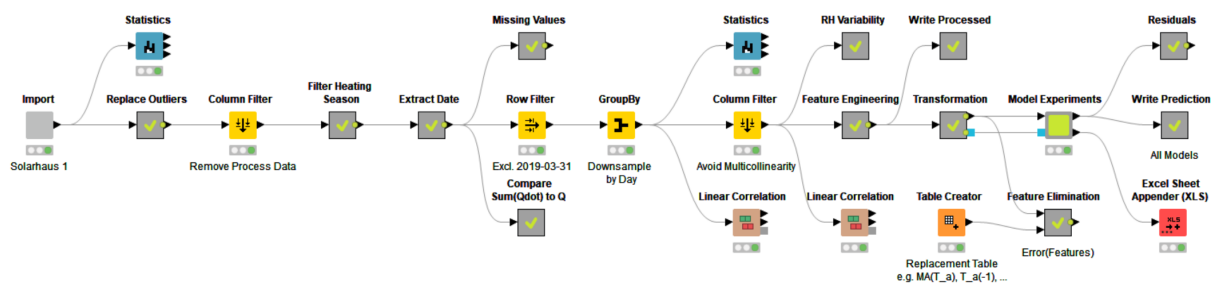 Statistics
Missing Values
Statistics
RH Variability
Write Processed
Residuals
Import
Replace Outliers
Column Filter
Filter Heating
Season
Extract Date
Row Filter
GroupBy
Column Filter
Feature Engineering
Transformation
Model Experiments
Write Prediction
Solarhaus 1
Remove Process Data
Excl. 2019-03-31
Downsample
by Day
Avoid Multicollinearity
All Models
Compare
Sum(Qdot) to Q
Linear Correlation
Linear Correlation
Table Creator
Feature Elimination
Excel Sheet
Appender (XLS)
XLS
Replacement Table
e.g. MA(T_a), T_a(-1), ...
Error(Features)